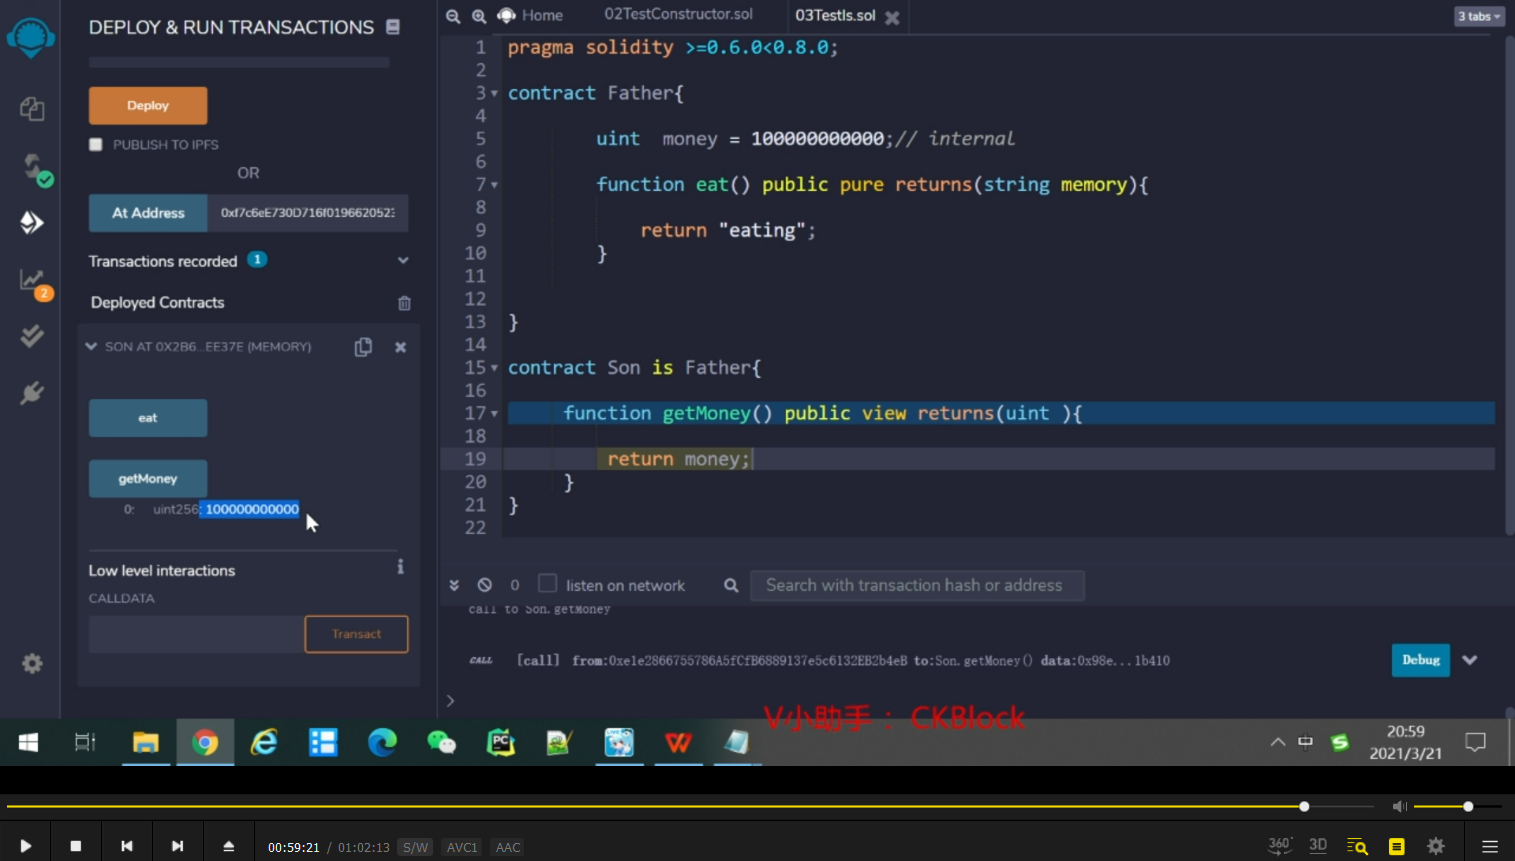 DEPLOY & RUN TRANSACTIONS
Deploy
PUBLISH TO IPFS
OR
At Address
0xf7c6eE730D716f0196620523
Transactions recorded 1
Deployed Contracts
SON AT 0X2B6...EE37E (MEMORY)
eat
getMoney
0: uint256: 100000000000
Low level interactions
i
CALLDATA
Transact
2
Home
02TestConstructor.sol
03TestIs.sol
3 tabs
1 pragma solidity >=0.6.0<0.8.0;
2
3 contract Father{
4
5 uint money = 100000000000;// internal
6
7 function eat() public pure returns(string memory){
8
9 return "eating";
10 }
11
12
13 }
14
15 contract Son is Father{
16
17 function getMoney() public view returns(uint ){
18
19 return money;
20 }
21 }
22
0 listen on network Search with transaction hash or address
call to Son.getMoney
CALL [call] from:0xe1e2866755786A5fCfB6889137e5c6132EB2b4eB to:Son.getMoney() data:0x98e...1b410
Debug
>
V小助手： CKBlock
PC
W
中
S
20:59
2021/3/21
00:59:21 / 01:02:13 S/W AVC1 AAC
360°
3D